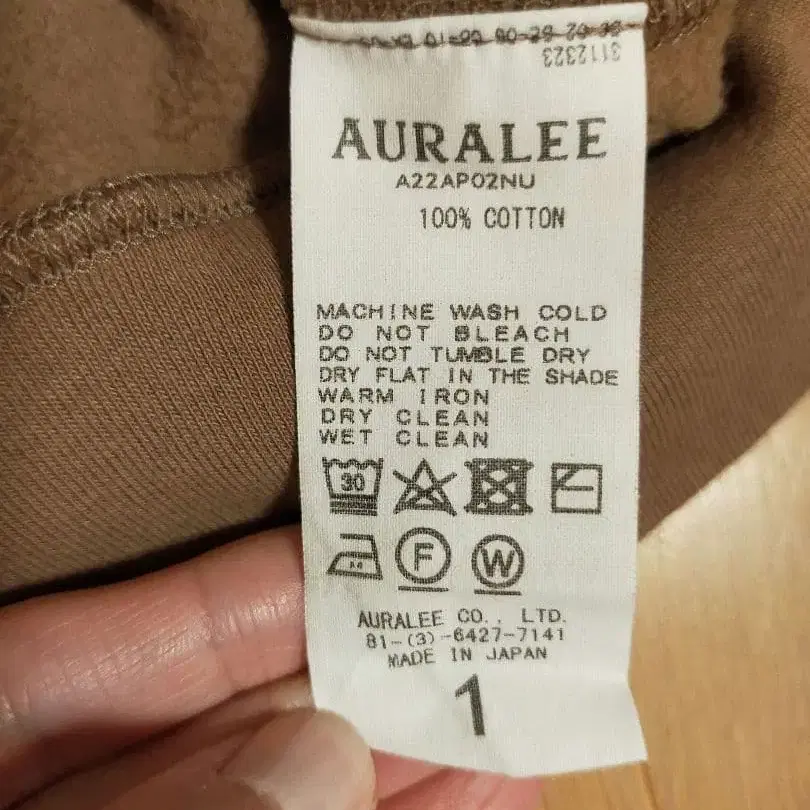 3112323
AURALEE
A22AP02NU
100% COTTON
MACHINE WASH COLD
DO NOT BLEACH
DO NOT TUMBLE DRY
DRY FLAT IN THE SHADE
WARM IRON
DRY CLEAN
WET CLEAN
30
F W
AURALEE CO., LTD.
81-(3)-6427-7141
MADE IN JAPAN
1